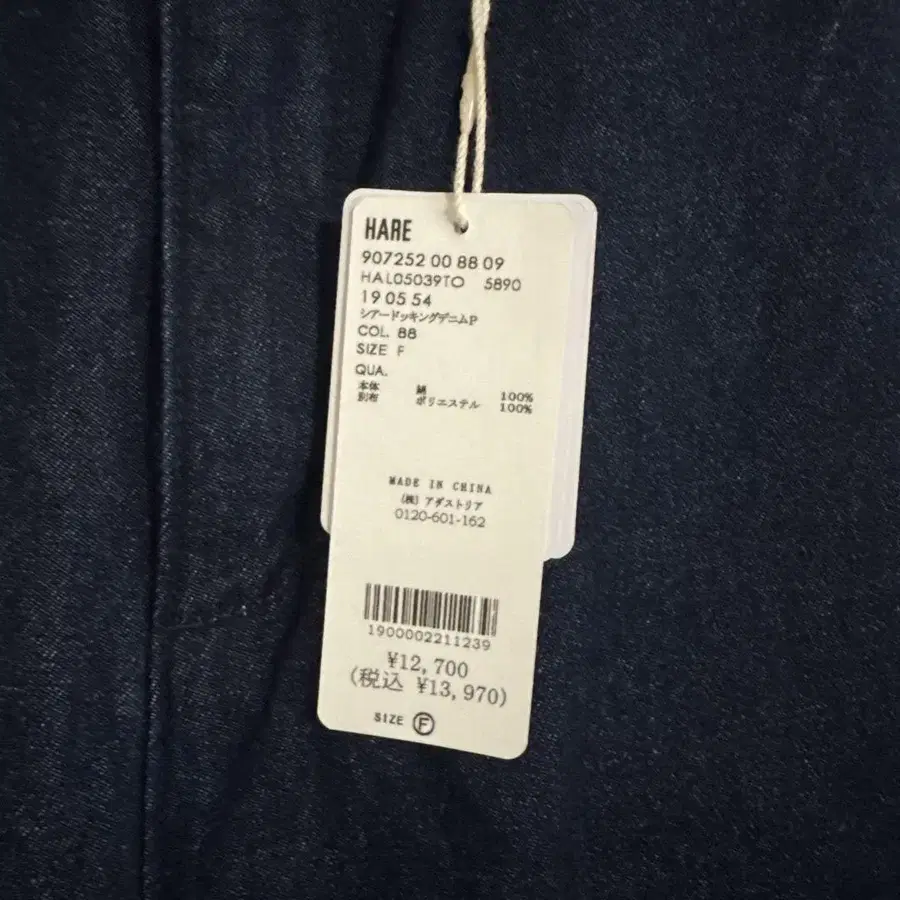 HARE
907252 00 88 09
HAL05039TO 5890
19 05 54
シアードッキングデニムP
COL. 88
SIZE F
QUA.
本体 綿 100%
別布 ポリエステル 100%
MADE IN CHINA
(株) アダストリア
0120-601-162
1900002211239
¥12,700
(税込 ¥13,970)
SIZE F